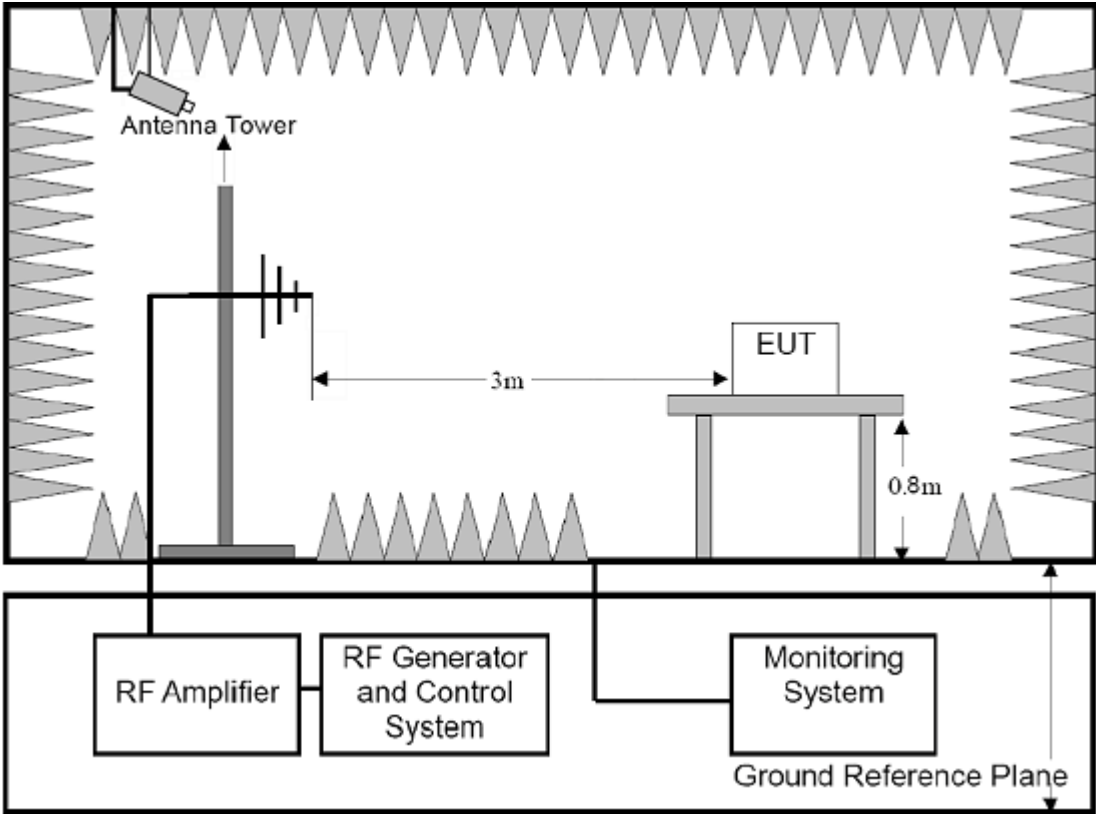 Antenna Tower
EUT
3m
0.8m
RF Amplifier
RF Generator
and Control
System
Monitoring
System
Ground Reference Plane